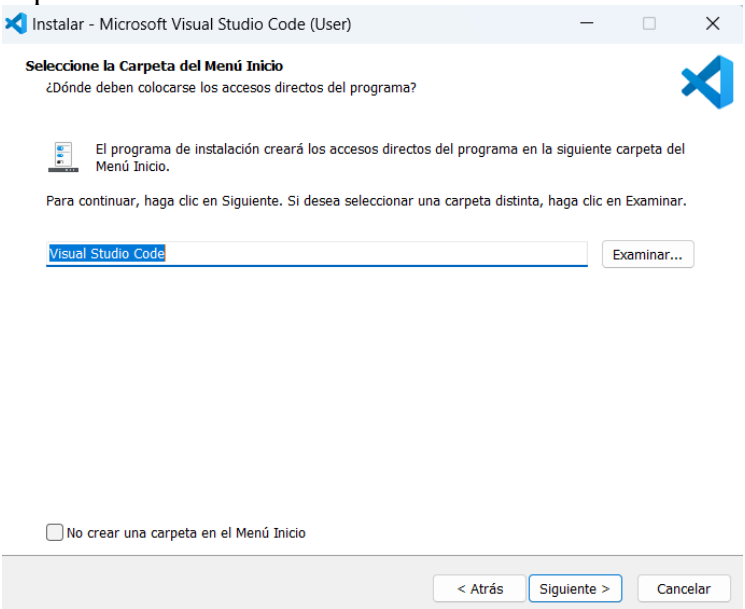 Instalar - Microsoft Visual Studio Code (User)
Seleccione la Carpeta del Menú Inicio
¿Dónde deben colocarse los accesos directos del programa?
El programa de instalación creará los accesos directos del programa en la siguiente carpeta del
Menú Inicio.
Para continuar, haga clic en Siguiente. Si desea seleccionar una carpeta distinta, haga clic en Examinar.
Visual Studio Code
Examinar...
No crear una carpeta en el Menú Inicio
< Atrás
Siguiente >
Cancelar